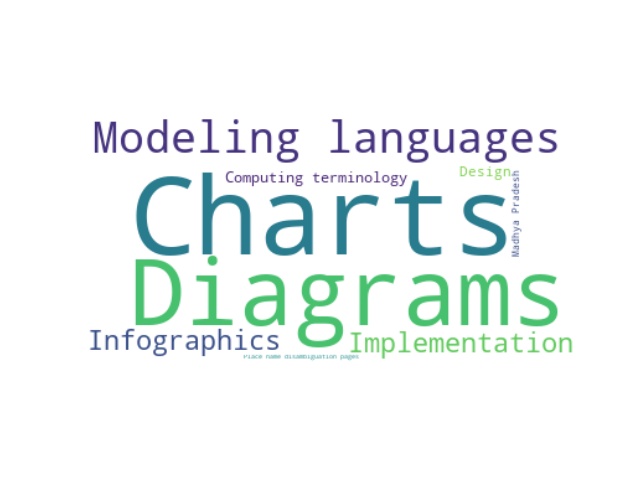 Modeling languages
Computing terminology
Design
Madhya Pradesh
Charts
Diagrams
Infographics
Implementation
Place name disambiguation pages